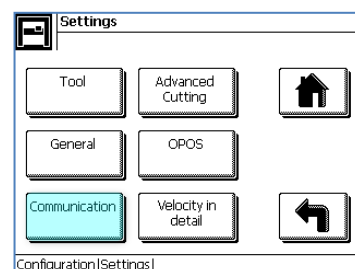 Settings
Tool
Advanced
Cutting
General
OPOS
Communication
Velocity in
detail
Configuration|Settings|